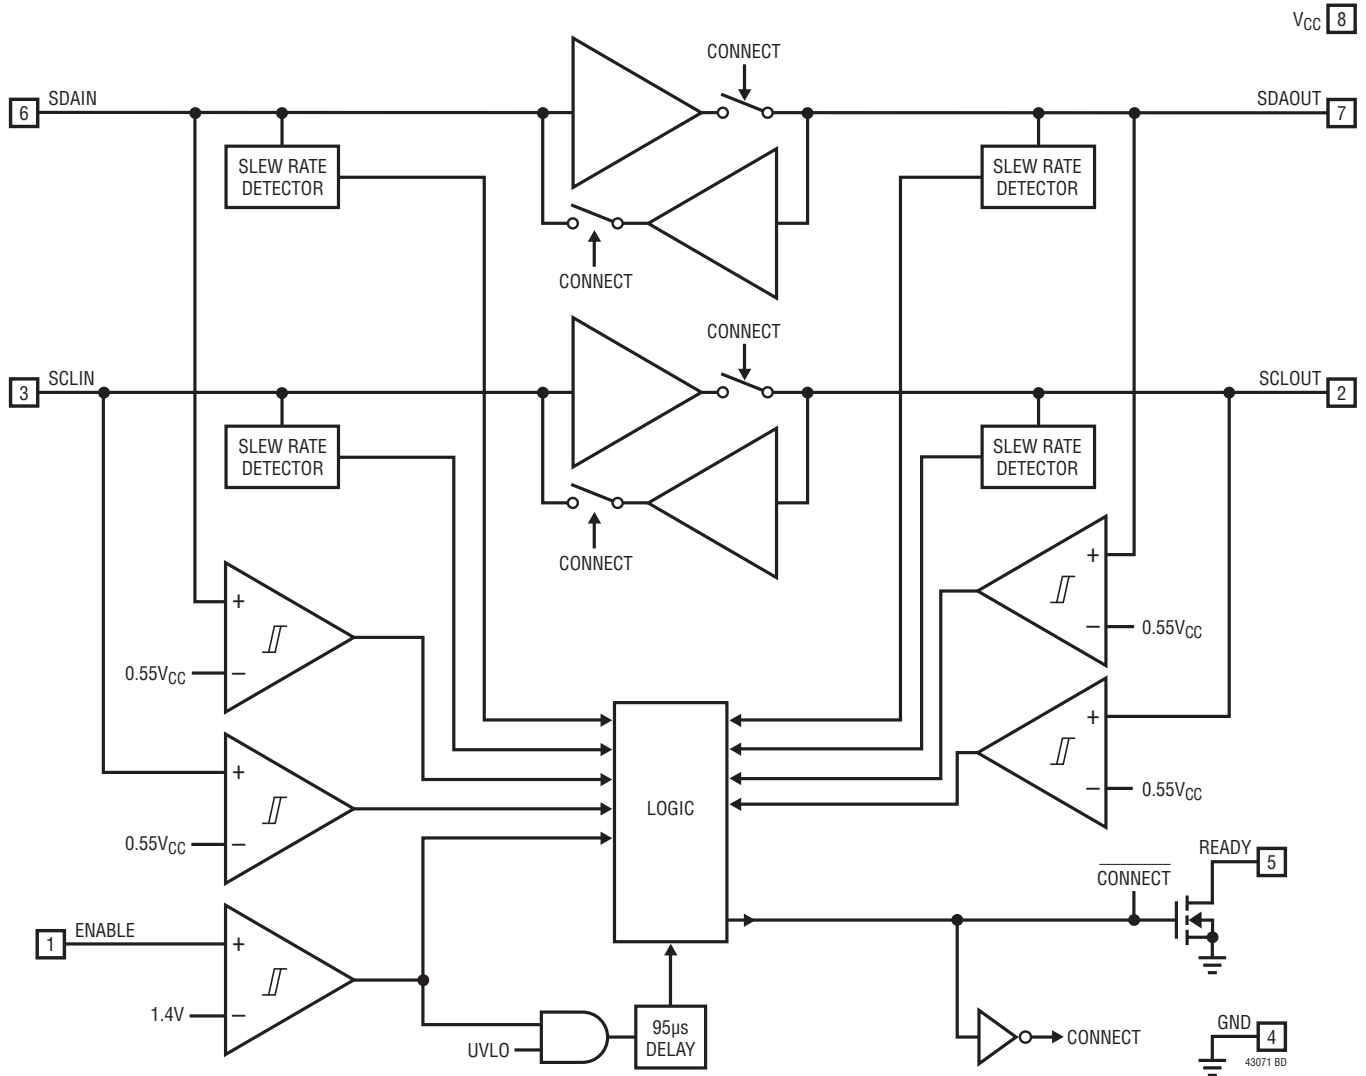 VCC 8
CONNECT
6 SDAIN
SDAOUT 7
SLEW RATE
DETECTOR
SLEW RATE
DETECTOR
CONNECT
CONNECT
3 SCLIN
SCLOUT 2
SLEW RATE
DETECTOR
SLEW RATE
DETECTOR
CONNECT
+
+
−
0.55VCC
0.55VCC
−
+
+
−
0.55VCC
LOGIC
0.55VCC
−
READY 5
CONNECT
1 ENABLE
+
1.4V
−
95µs
DELAY
UVLO
CONNECT
GND 4
43071 BD